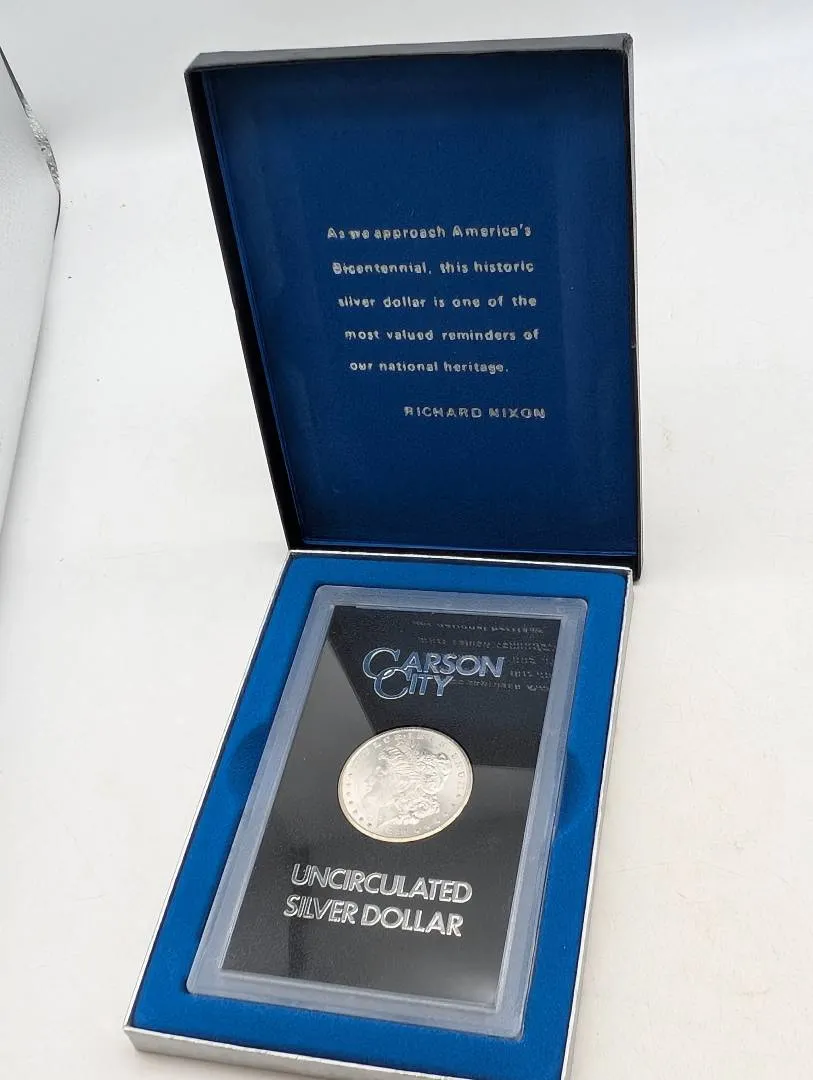 As we approach America's
Bicentennial, this historic
silver dollar is one of the
most valued reminders of
our national heritage.
RICHARD NIXON
CARSON
CITY
UNCIRCULATED
SILVER DOLLAR